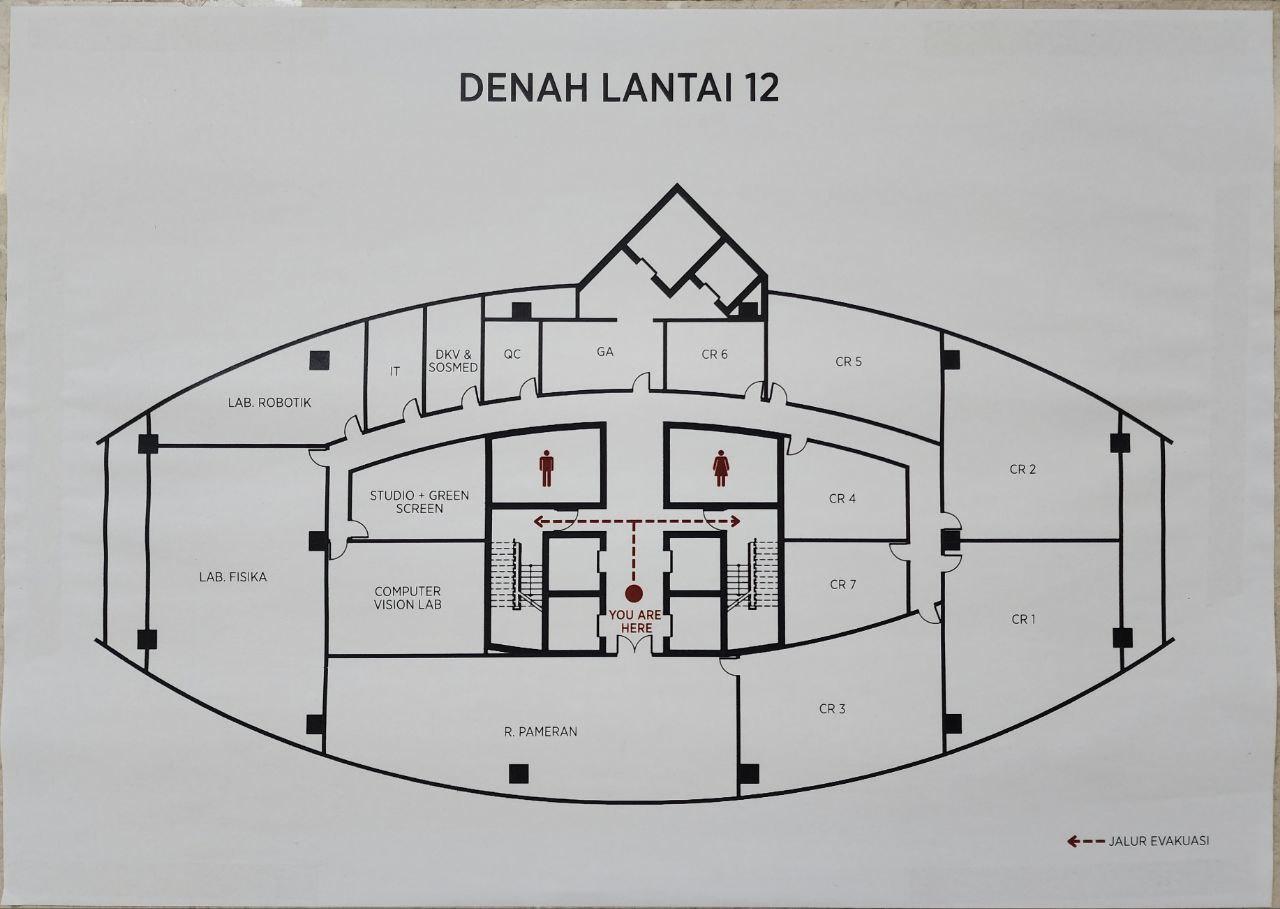 DENAH LANTAI 12
DKV &
SOSMED
QC
GA
CR 6
CR 5
IT
LAB. ROBOTIK
CR 2
STUDIO + GREEN
SCREEN
CR 4
LAB. FISIKA
COMPUTER
VISION LAB
YOU ARE
HERE
CR 7
CR 1
R. PAMERAN
CR 3
JALUR EVAKUASI